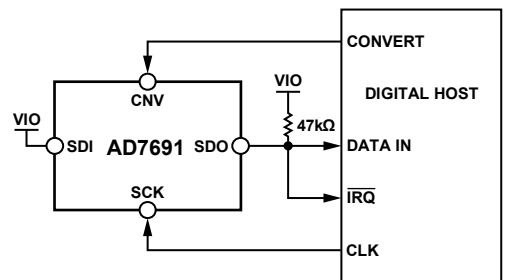 CONVERT
VIO
CNV
VIO
DIGITAL HOST
47kΩ
SDI
AD7691
SDO
DATA IN
SCK
IRQ
CLK